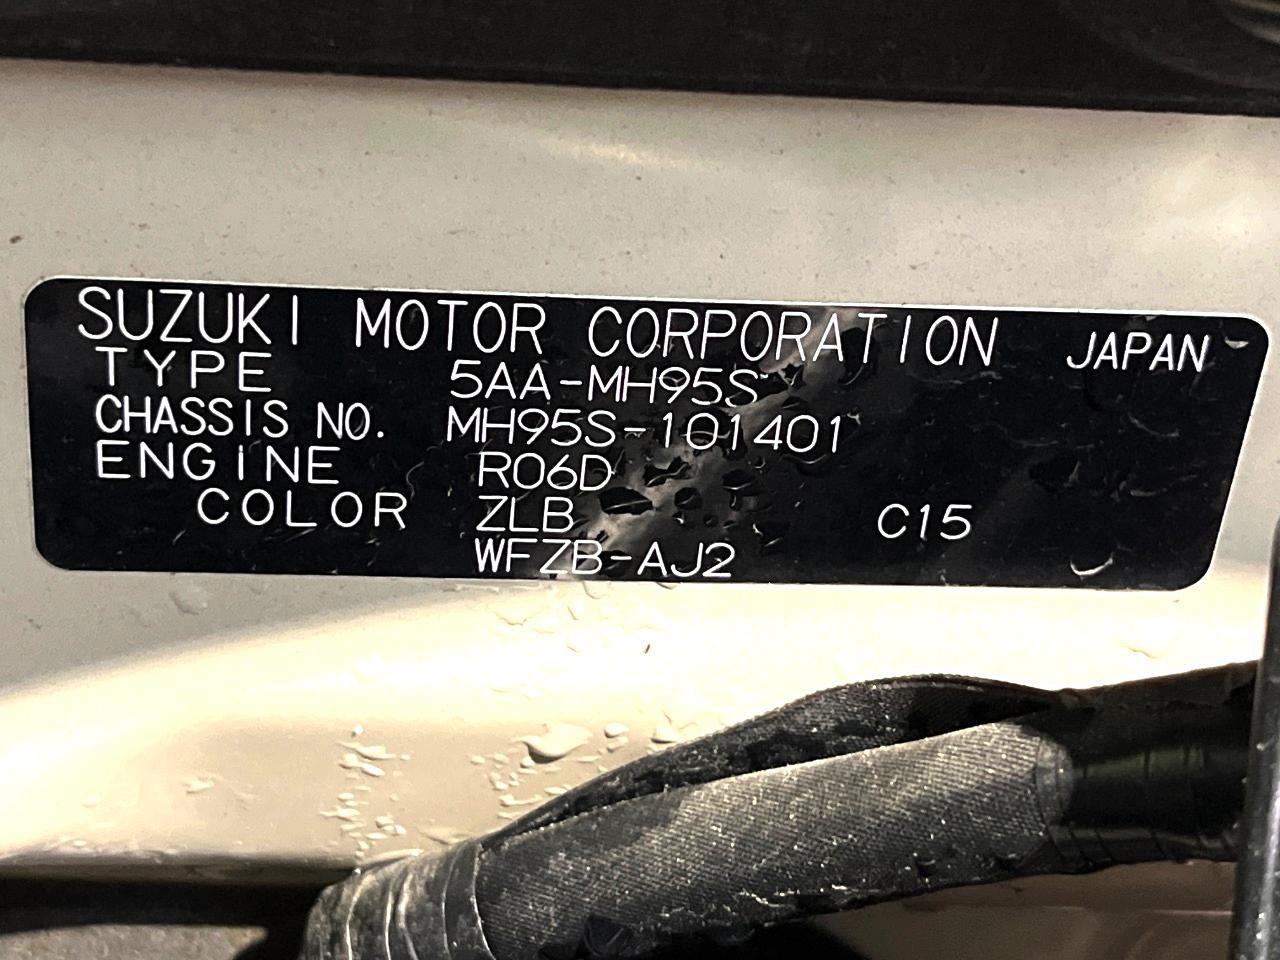 SUZUKI MOTOR CORPORATION JAPAN
TYPE 5AA-MH95S
CHASSIS NO. MH95S-101401
ENGINE R06D
COLOR ZLB C15
WFZB-AJ2